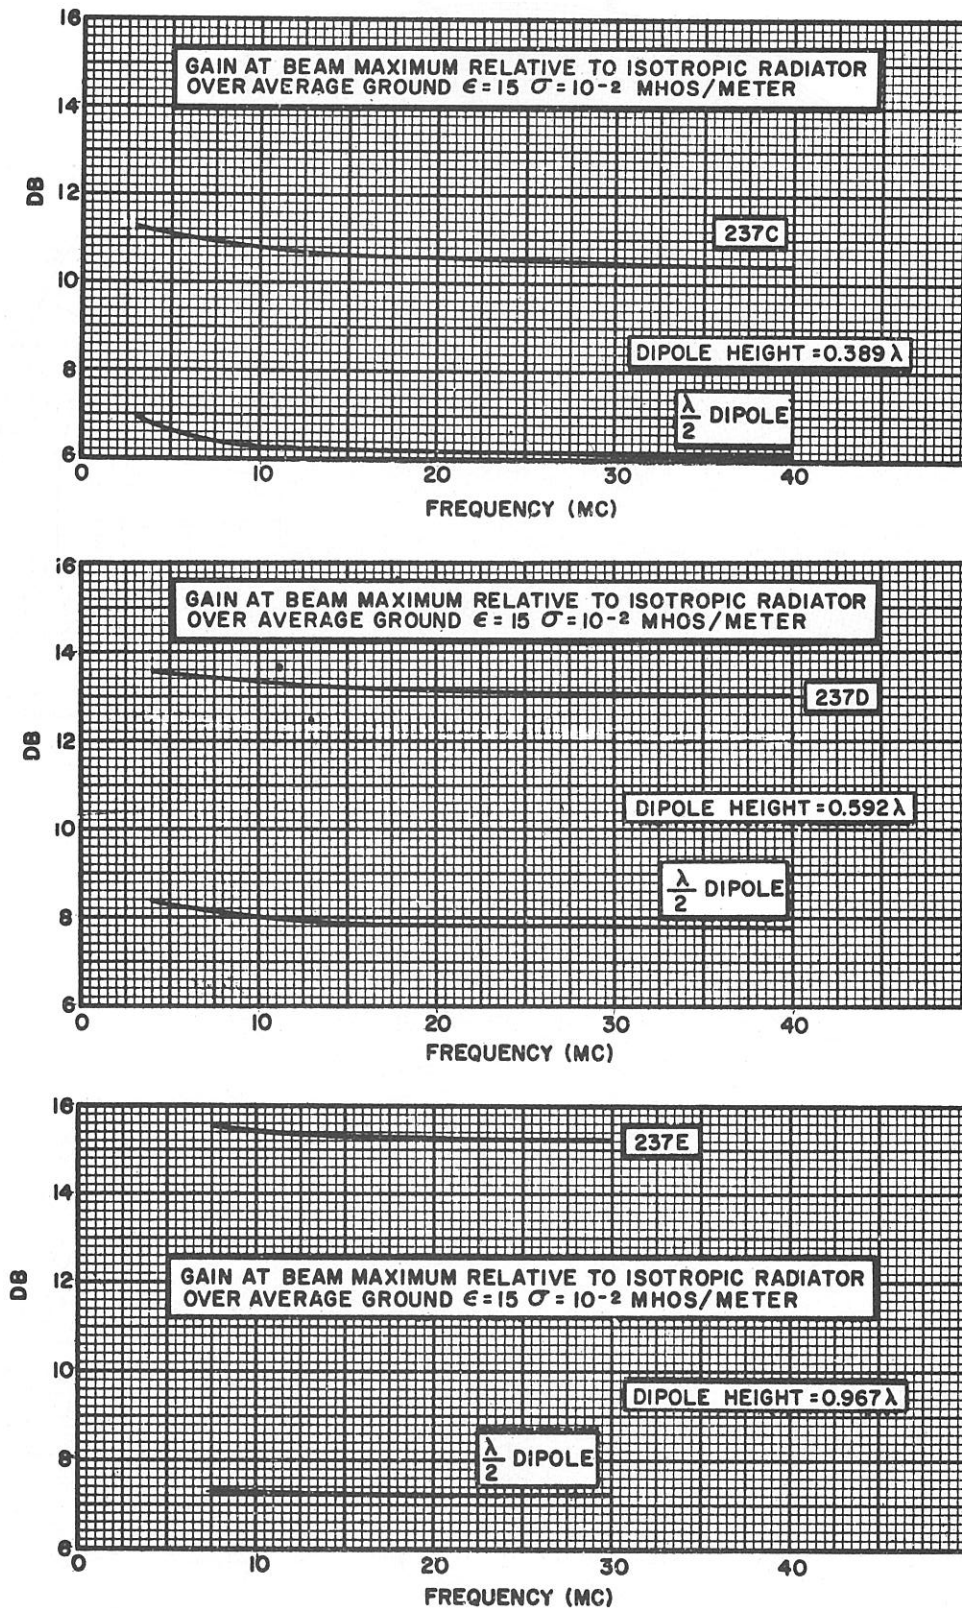 16
GAIN AT BEAM MAXIMUM RELATIVE TO ISOTROPIC RADIATOR
OVER AVERAGE GROUND ϵ=15 σ=10-2 MHOS/METER
14
DB
12
237C
10
DIPOLE HEIGHT=0.389λ
8
λ/2 DIPOLE
6
0 10 20 30 40
FREQUENCY (MC)
16
GAIN AT BEAM MAXIMUM RELATIVE TO ISOTROPIC RADIATOR
OVER AVERAGE GROUND ϵ=15 σ=10-2 MHOS/METER
14
237D
DB
12
DIPOLE HEIGHT=0.592λ
10
λ/2 DIPOLE
8
6
0 10 20 30 40
FREQUENCY (MC)
16
237E
14
DB
12
GAIN AT BEAM MAXIMUM RELATIVE TO ISOTROPIC RADIATOR
OVER AVERAGE GROUND ϵ=15 σ=10-2 MHOS/METER
10
DIPOLE HEIGHT=0.967λ
8
λ/2 DIPOLE
6
0 10 20 30 40
FREQUENCY (MC)